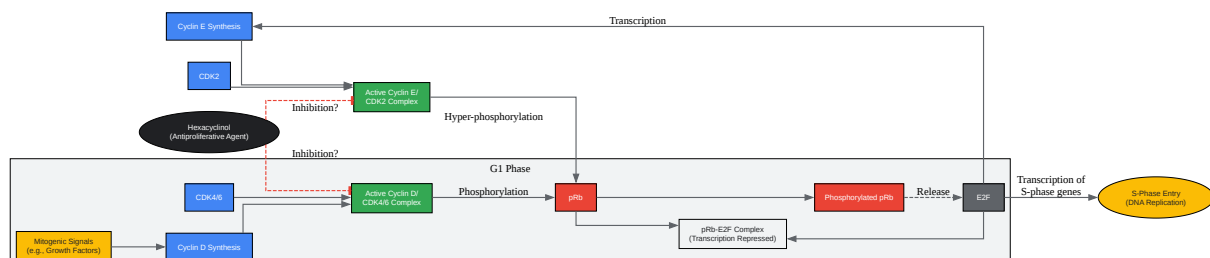 Transcription
Cyclin E Synthesis
CDK2
Active Cyclin E/
CDK2 Complex
Inhibition?
Hyper-phosphorylation
Hexacyclinol
(Antiproliferative Agent)
Inhibition?
G1 Phase
CDK4/6
Active Cyclin D/
CDK4/6 Complex
Phosphorylation
pRb
Phosphorylated pRb
Release
E2F
Transcription of
S-phase genes
S-Phase Entry
(DNA Replication)
pRb-E2F Complex
(Transcription Repressed)
Mitogenic Signals
(e.g., Growth Factors)
Cyclin D Synthesis